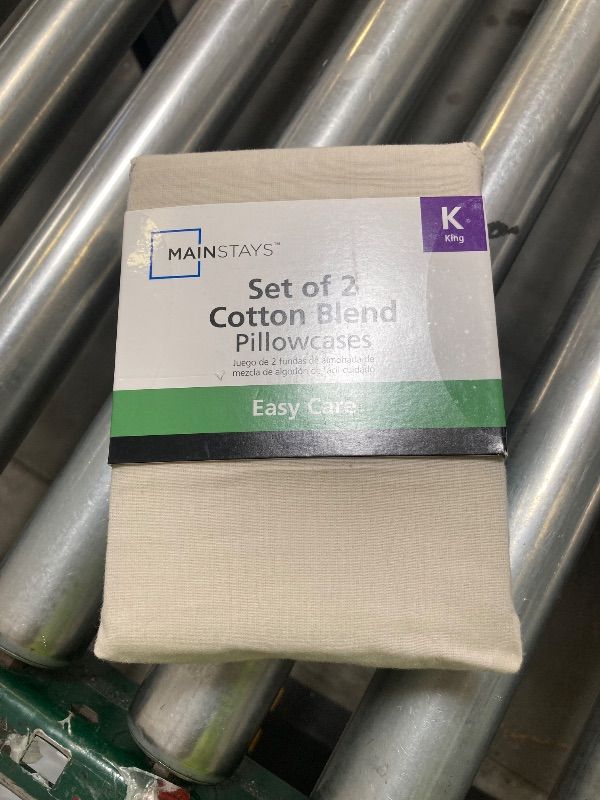 MAINSTAYS™
K
King
Set of 2
Cotton Blend
Pillowcases
Juego de 2 fundas de almohada de
mezcla de algodón de fácil cuidado
Easy Care